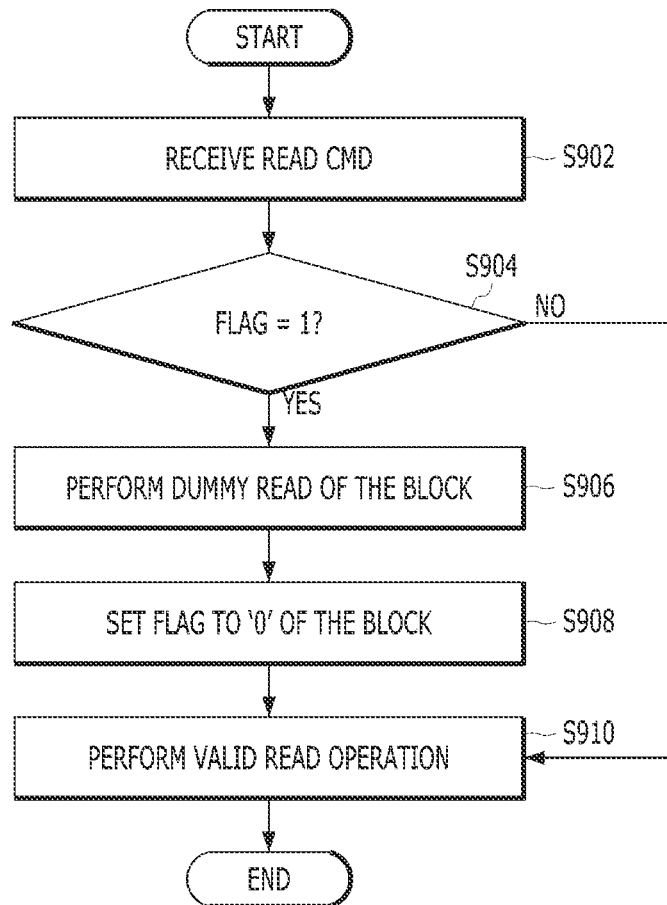 START
RECEIVE READ CMD
S902
S904
FLAG = 1?
NO
YES
PERFORM DUMMY READ OF THE BLOCK
S906
SET FLAG TO ‘0’ OF THE BLOCK
S908
PERFORM VALID READ OPERATION
S910
END